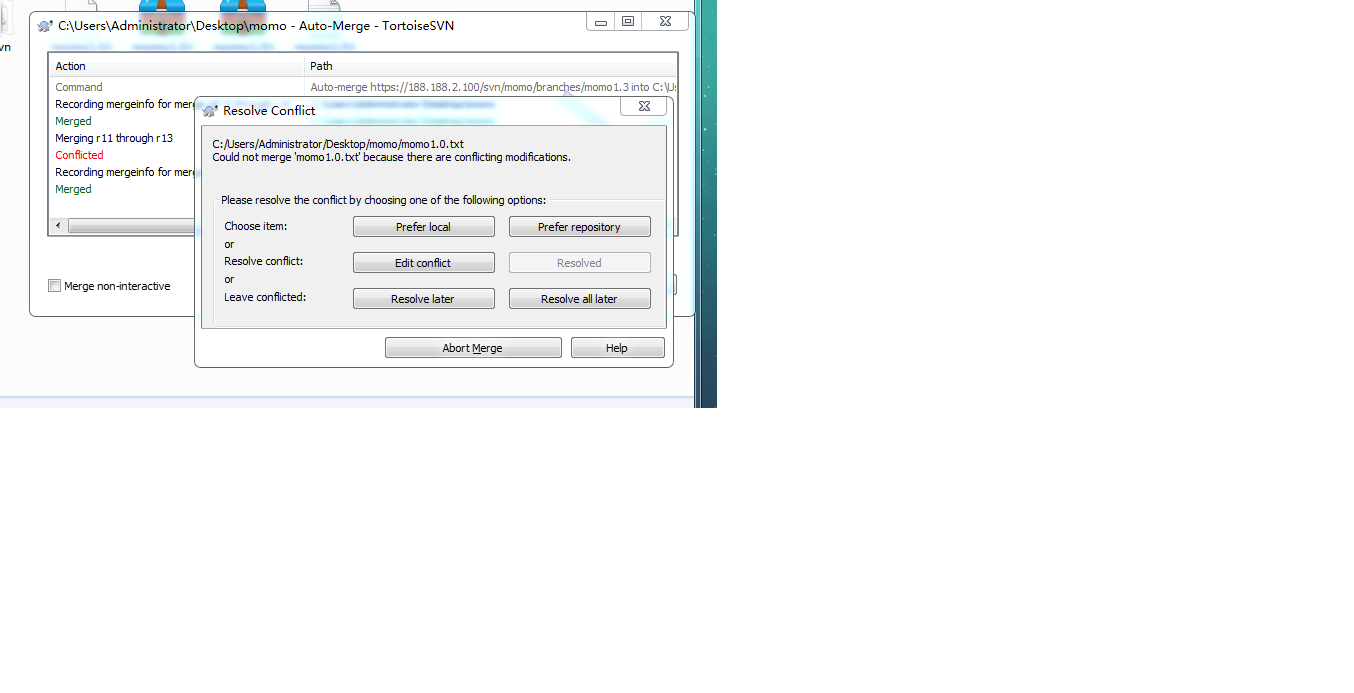 vn
C:\Users\Administrator\Desktop\momo - Auto-Merge - TortoiseSVN
Action Path
Command Auto-merge https://188.188.2.100/svn/momo/branches/momo1.3 into C:\Us
Recording mergeinfo for merg
Merged
Merging r11 through r13
Conflicted
Recording mergeinfo for merg
Merged
Merge non-interactive
Resolve Conflict
C:/Users/Administrator/Desktop/momo/momo1.0.txt
Could not merge 'momo1.0.txt' because there are conflicting modifications.
Please resolve the conflict by choosing one of the following options:
Choose item: Prefer local Prefer repository
or
Resolve conflict: Edit conflict Resolved
or
Leave conflicted: Resolve later Resolve all later
Abort Merge Help